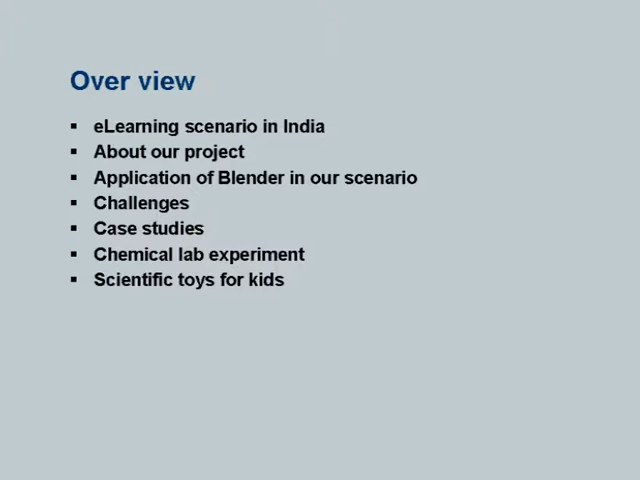 Over view
▪ eLearning scenario in India
▪ About our project
▪ Application of Blender in our scenario
▪ Challenges
▪ Case studies
▪ Chemical lab experiment
▪ Scientific toys for kids